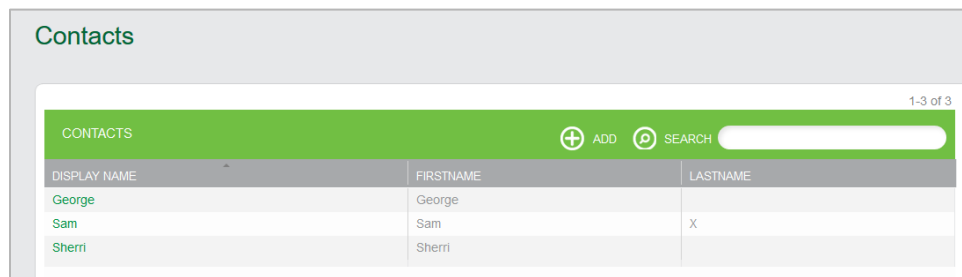 Contacts
1-3 of 3
CONTACTS ADD SEARCH
DISPLAY NAME FIRSTNAME LASTNAME
George George
Sam Sam X
Sherri Sherri